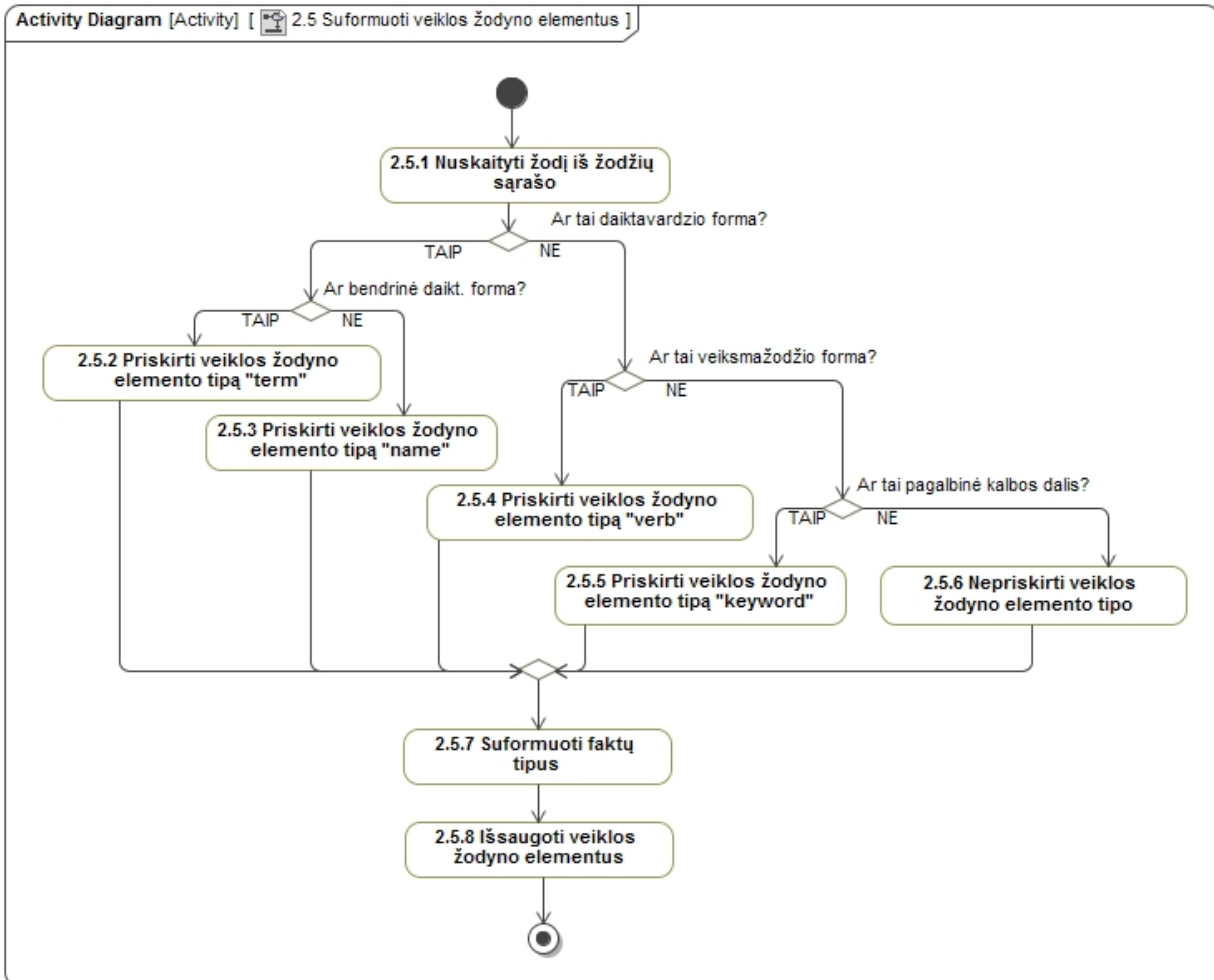 Activity Diagram [Activity] [ 2.5 Suformuoti veiklos žodyno elementus ]
2.5.1 Nuskaityti žodį iš žodžių
sąrašo
Ar tai daiktavardzio forma?
TAIP
NE
Ar bendrinė daikt. forma?
TAIP
NE
2.5.2 Priskirti veiklos žodyno
elemento tipą "term"
Ar tai veiksmažodžio forma?
TAIP
NE
2.5.3 Priskirti veiklos žodyno
elemento tipą "name"
2.5.4 Priskirti veiklos žodyno
elemento tipą "verb"
Ar tai pagalbinė kalbos dalis?
TAIP
NE
2.5.5 Priskirti veiklos žodyno
elemento tipą "keyword"
2.5.6 Nepriskirti veiklos
žodyno elemento tipo
2.5.7 Suformuoti faktų
tipus
2.5.8 Išsaugoti veiklos
žodyno elementus